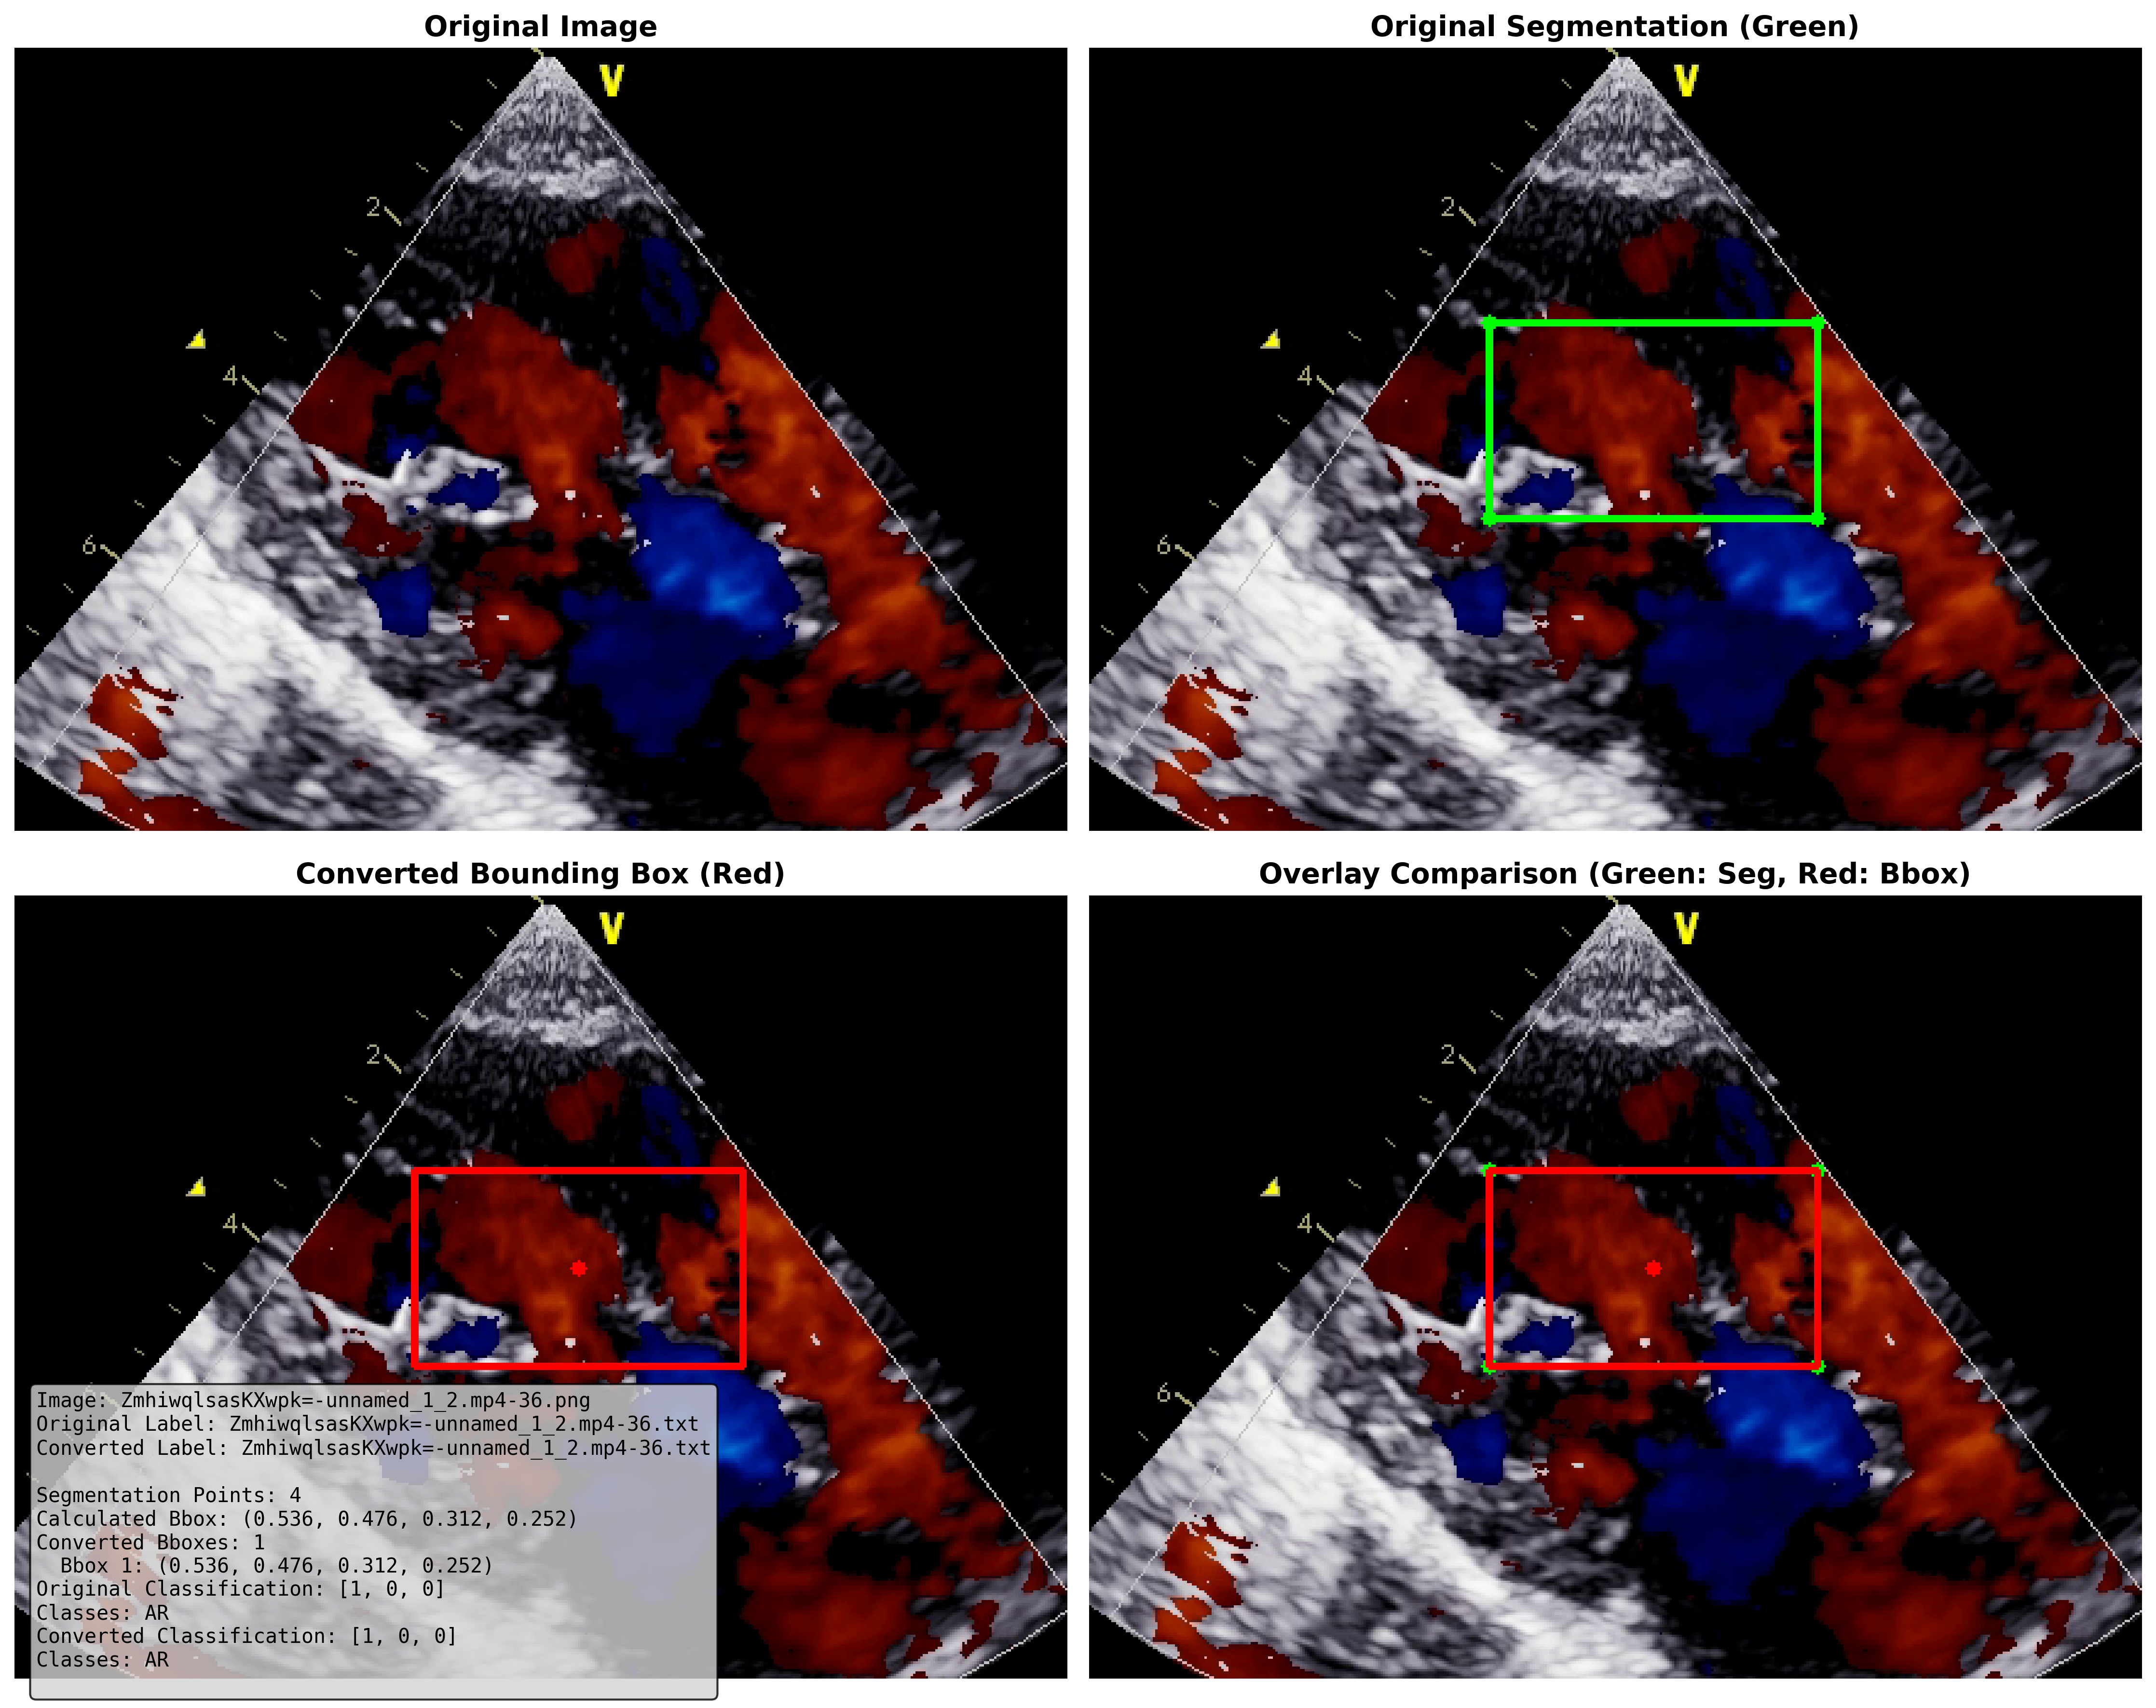 Original Image
Original Segmentation (Green)
V
2
4
6
V
2
4
6
Converted Bounding Box (Red)
Overlay Comparison (Green: Seg, Red: Bbox)
V
2
4
V
2
4
6
Image: ZmhiwqlsasKXwpk=-unnamed_1_2.mp4-36.png
Original Label: ZmhiwqlsasKXwpk=-unnamed_1_2.mp4-36.txt
Converted Label: ZmhiwqlsasKXwpk=-unnamed_1_2.mp4-36.txt
Segmentation Points: 4
Calculated Bbox: (0.536, 0.476, 0.312, 0.252)
Converted Bboxes: 1
Bbox 1: (0.536, 0.476, 0.312, 0.252)
Original Classification: [1, 0, 0]
Classes: AR
Converted Classification: [1, 0, 0]
Classes: AR